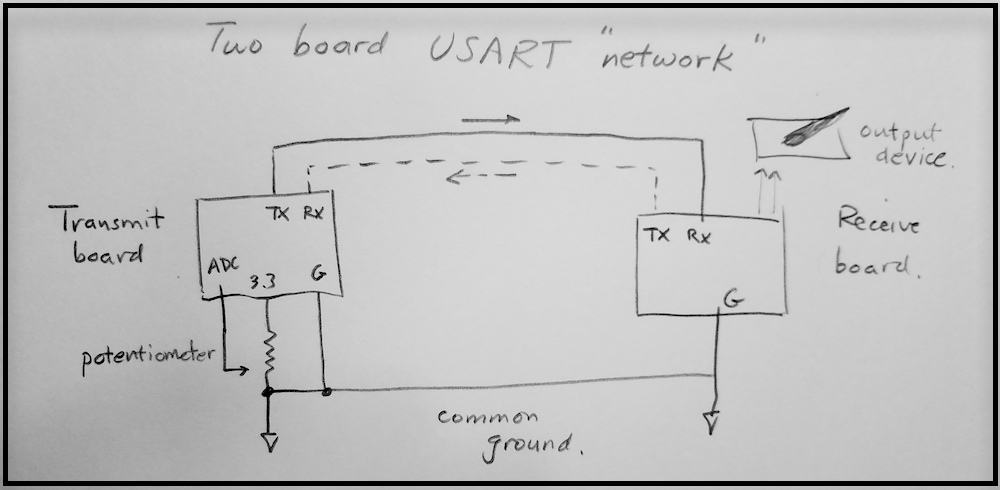 Two board USART "network"
output
device.
Transmit
board
TX RX
TX RX
Receive
board.
ADC
3.3
G
G
potentiometer
common
ground.